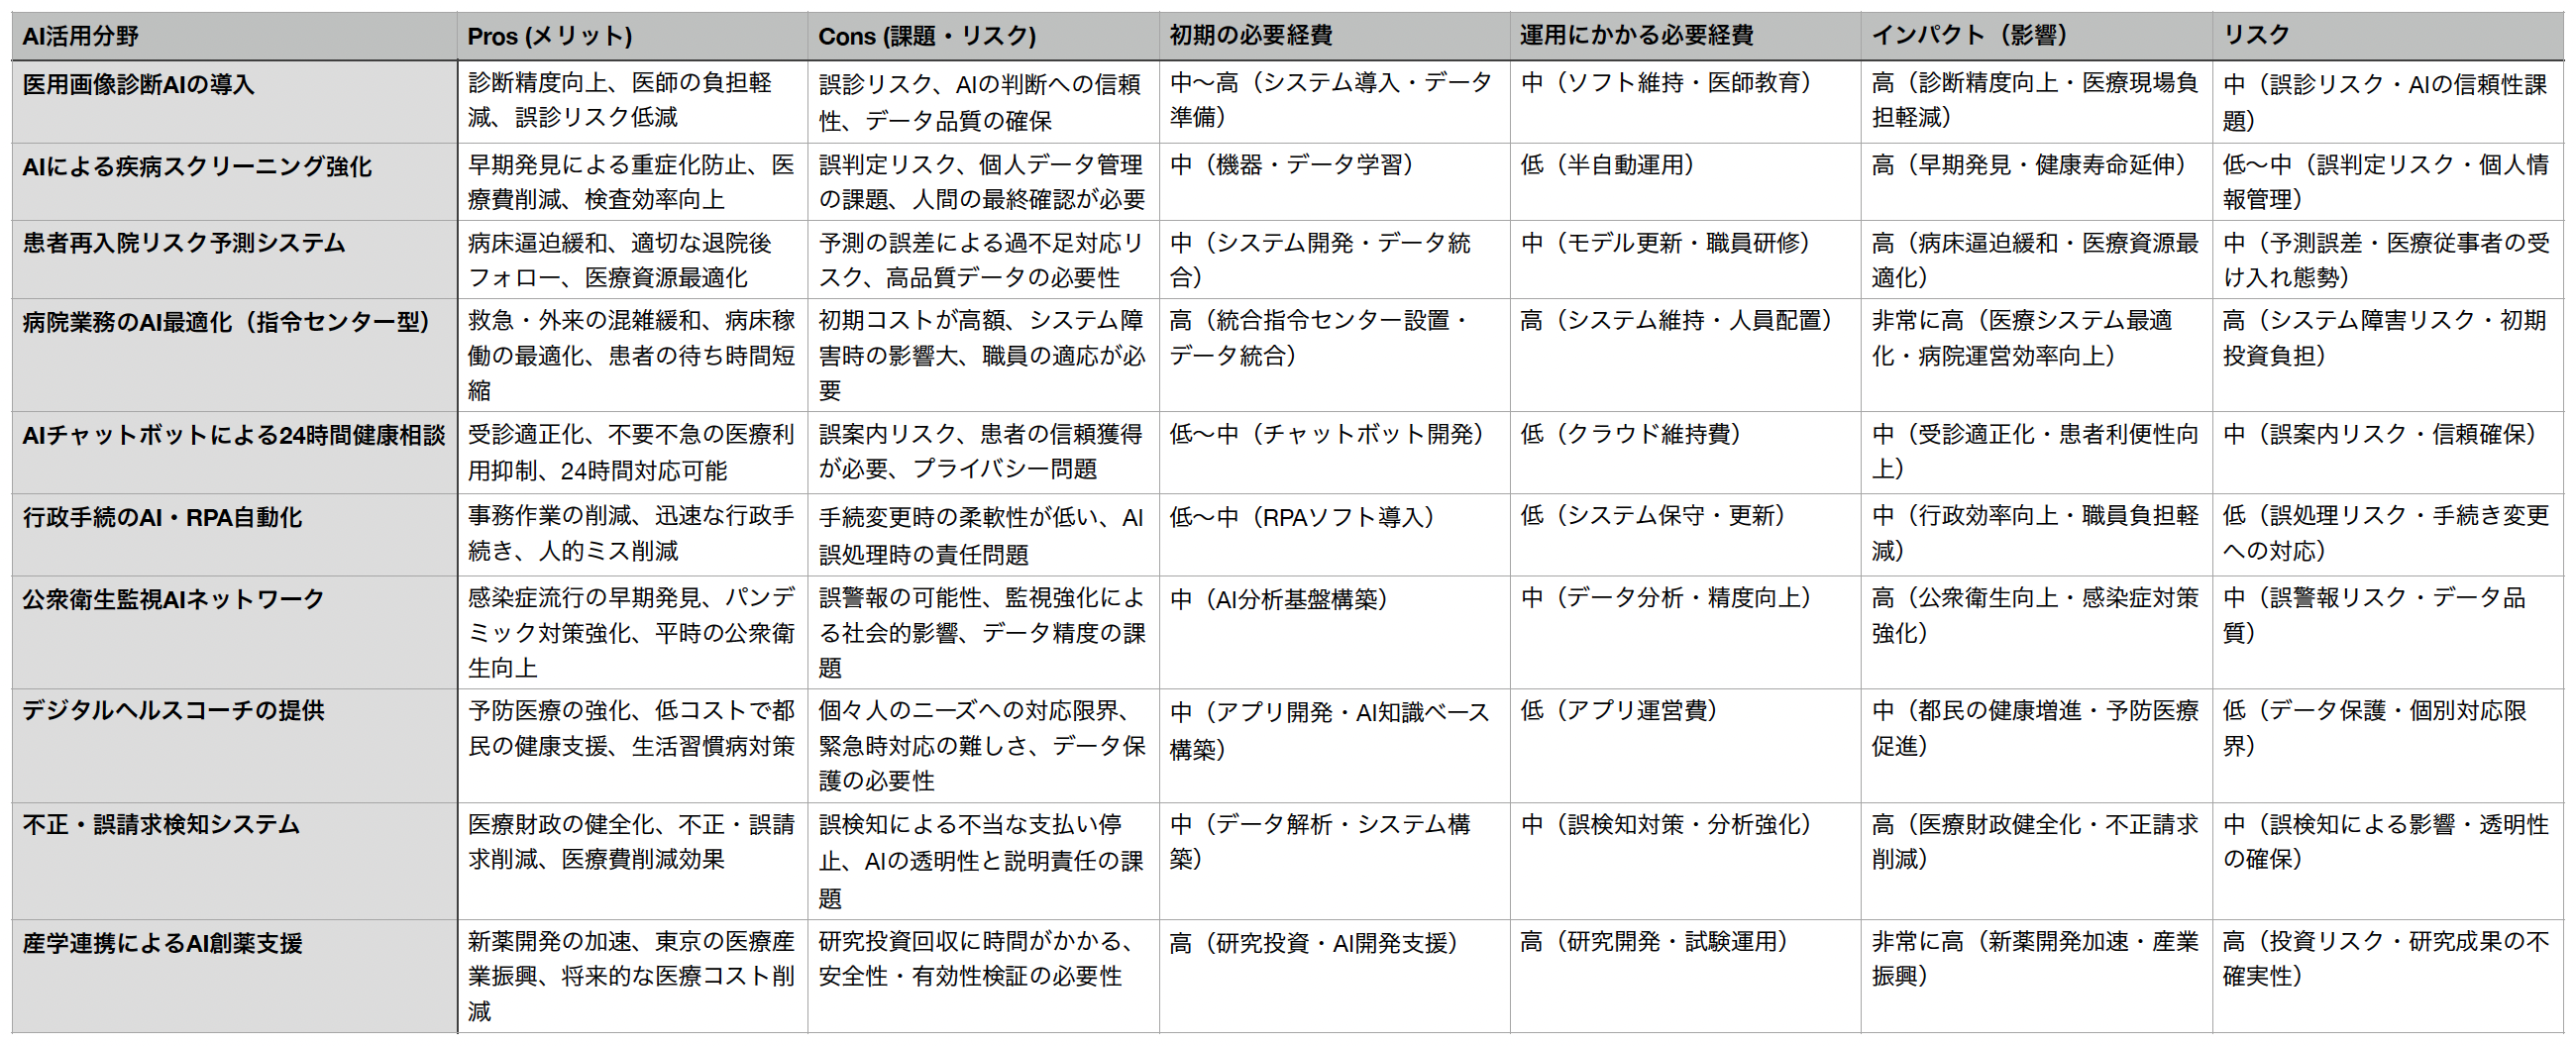 AI活用分野
Pros (メリット)
Cons (課題・リスク)
初期の必要経費
運用にかかる必要経費
インパクト（影響）
リスク
医用画像診断AIの導入
診断精度向上、医師の負担軽
減、誤診リスク低減
誤診リスク、AIの判断への信頼
性、データ品質の確保
中〜高（システム導入・データ
準備）
中（ソフト維持・医師教育）
高（診断精度向上・医療現場負
担軽減）
中（誤診リスク・AIの信頼性課
題）
AIによる疾病スクリーニング強化
早期発見による重症化防止、医
療費削減、検査効率向上
誤判定リスク、個人データ管理
の課題、人間の最終確認が必要
中（機器・データ学習）
低（半自動運用）
高（早期発見・健康寿命延伸）
低〜中（誤判定リスク・個人情
報管理）
患者再入院リスク予測システム
病床逼迫緩和、適切な退院後
フォロー、医療資源最適化
予測の誤差による過不足対応リ
スク、高品質データの必要性
中（システム開発・データ統
合）
中（モデル更新・職員研修）
高（病床逼迫緩和・医療資源最
適化）
中（予測誤差・医療従事者の受
け入れ態勢）
病院業務のAI最適化（指令センター型）
救急・外来の混雑緩和、病床稼
働の最適化、患者の待ち時間短
縮
初期コストが高額、システム障
害時の影響大、職員の適応が必
要
高（統合指令センター設置・
データ統合）
高（システム維持・人員配置）
非常に高（医療システム最適
化・病院運営効率向上）
高（システム障害リスク・初期
投資負担）
AIチャットボットによる24時間健康相談
受診適正化、不要不急の医療利
用抑制、24時間対応可能
誤案内リスク、患者の信頼獲得
が必要、プライバシー問題
低〜中（チャットボット開発）
低（クラウド維持費）
中（受診適正化・患者利便性向
上）
中（誤案内リスク・信頼確保）
行政手続のAI・RPA自動化
事務作業の削減、迅速な行政手
続き、人的ミス削減
手続変更時の柔軟性が低い、AI
誤処理時の責任問題
低〜中（RPAソフト導入）
低（システム保守・更新）
中（行政効率向上・職員負担軽
減）
低（誤処理リスク・手続き変更
への対応）
公衆衛生監視AIネットワーク
感染症流行の早期発見、パンデ
ミック対策強化、平時の公衆衛
生向上
誤警報の可能性、監視強化によ
る社会的影響、データ精度の課
題
中（AI分析基盤構築）
中（データ分析・精度向上）
高（公衆衛生向上・感染症対策
強化）
中（誤警報リスク・データ品
質）
デジタルヘルスコーチの提供
予防医療の強化、低コストで都
民の健康支援、生活習慣病対策
個々人のニーズへの対応限界、
緊急時対応の難しさ、データ保
護の必要性
中（アプリ開発・AI知識ベース
構築）
低（アプリ運営費）
中（都民の健康増進・予防医療
促進）
低（データ保護・個別対応限
界）
不正・誤請求検知システム
医療財政の健全化、不正・誤請
求削減、医療費削減効果
誤検知による不当な支払い停
止、AIの透明性と説明責任の課
題
中（データ解析・システム構
築）
中（誤検知対策・分析強化）
高（医療財政健全化・不正請求
削減）
中（誤検知による影響・透明性
の確保）
産学連携によるAI創薬支援
新薬開発の加速、東京の医療産
業振興、将来的な医療コスト削
減
研究投資回収に時間がかかる、
安全性・有効性検証の必要性
高（研究投資・AI開発支援）
高（研究開発・試験運用）
非常に高（新薬開発加速・産業
振興）
高（投資リスク・研究成果の不
確実性）